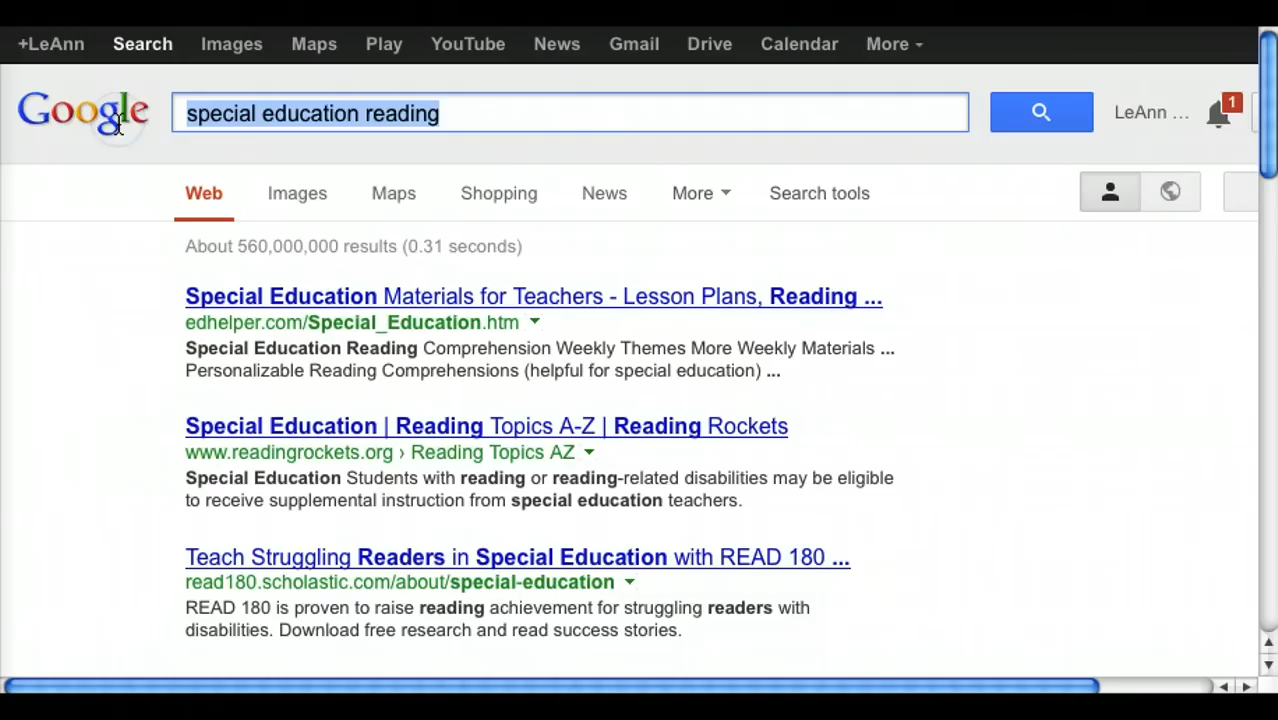 +LeAnn Search Images Maps Play YouTube News Gmail Drive Calendar More
Google special education reading LeAnn ... 1
Web Images Maps Shopping News More Search tools
About 560,000,000 results (0.31 seconds)
Special Education Materials for Teachers - Lesson Plans, Reading ...
edhelper.com/Special_Education.htm
Special Education Reading Comprehension Weekly Themes More Weekly Materials ...
Personalizable Reading Comprehensions (helpful for special education) ...
Special Education | Reading Topics A-Z | Reading Rockets
www.readingrockets.org › Reading Topics AZ
Special Education Students with reading or reading-related disabilities may be eligible
to receive supplemental instruction from special education teachers.
Teach Struggling Readers in Special Education with READ 180 ...
read180.scholastic.com/about/special-education
READ 180 is proven to raise reading achievement for struggling readers with
disabilities. Download free research and read success stories.